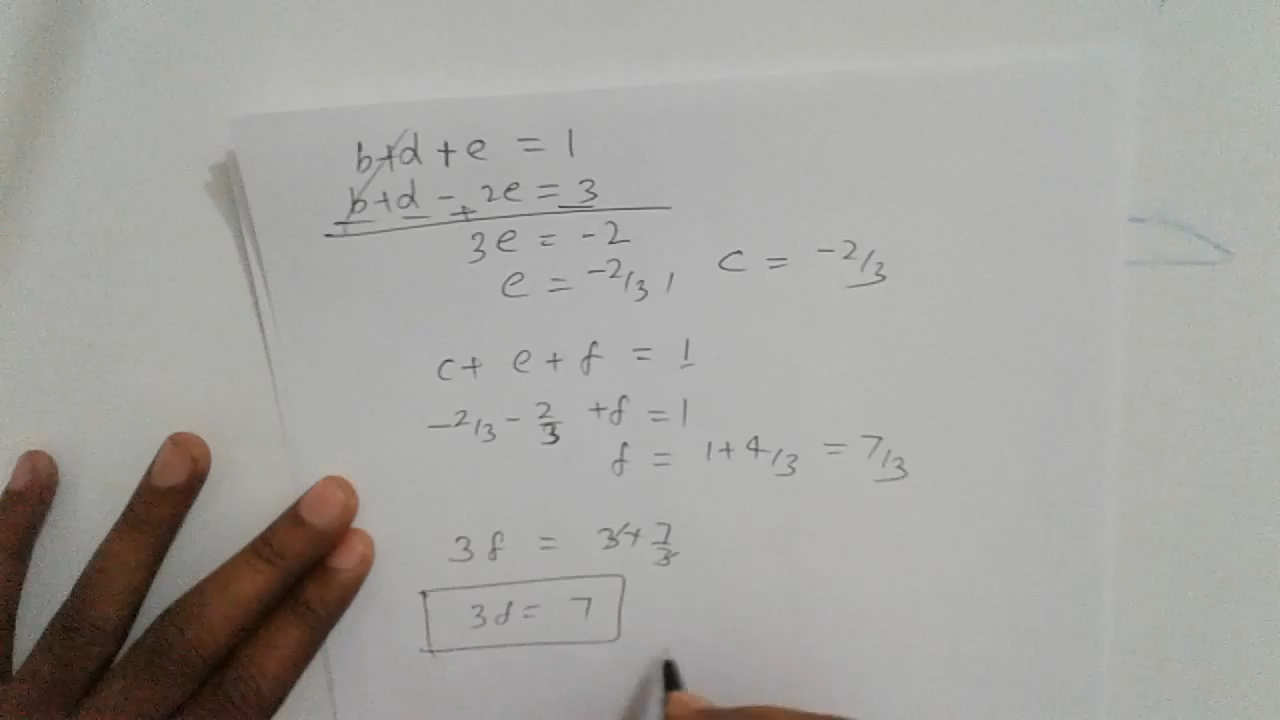 b+d + e = 1
b+d - 2e = 3
- - + -
3e = -2
e = -2/3, c = -2/3
c + e + f = 1
-2/3 - 2/3 + f = 1
f = 1+4/3 = 7/3
3f = 3 × 7/3
3f = 7